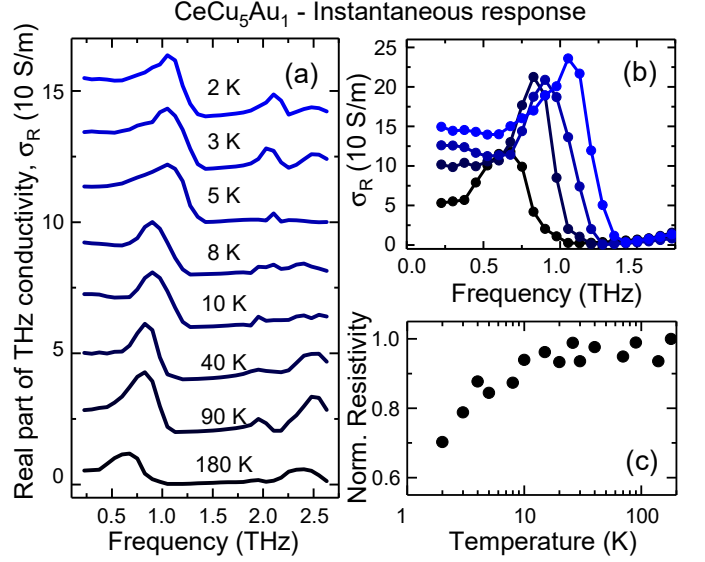 CeCu₅Au₁ - Instantaneous response
Real part of THz conductivity, σR (10 S/m)
15
10
5
0
(a)
2 K
3 K
5 K
8 K
10 K
40 K
90 K
180 K
0.5 1.0 1.5 2.0 2.5
Frequency (THz)
σR (10 S/m)
25
20
15
10
5
0
(b)
0.0 0.5 1.0 1.5
Frequency (THz)
Norm. Resistivity
1.0
0.8
0.6
(c)
1 10 100
Temperature (K)